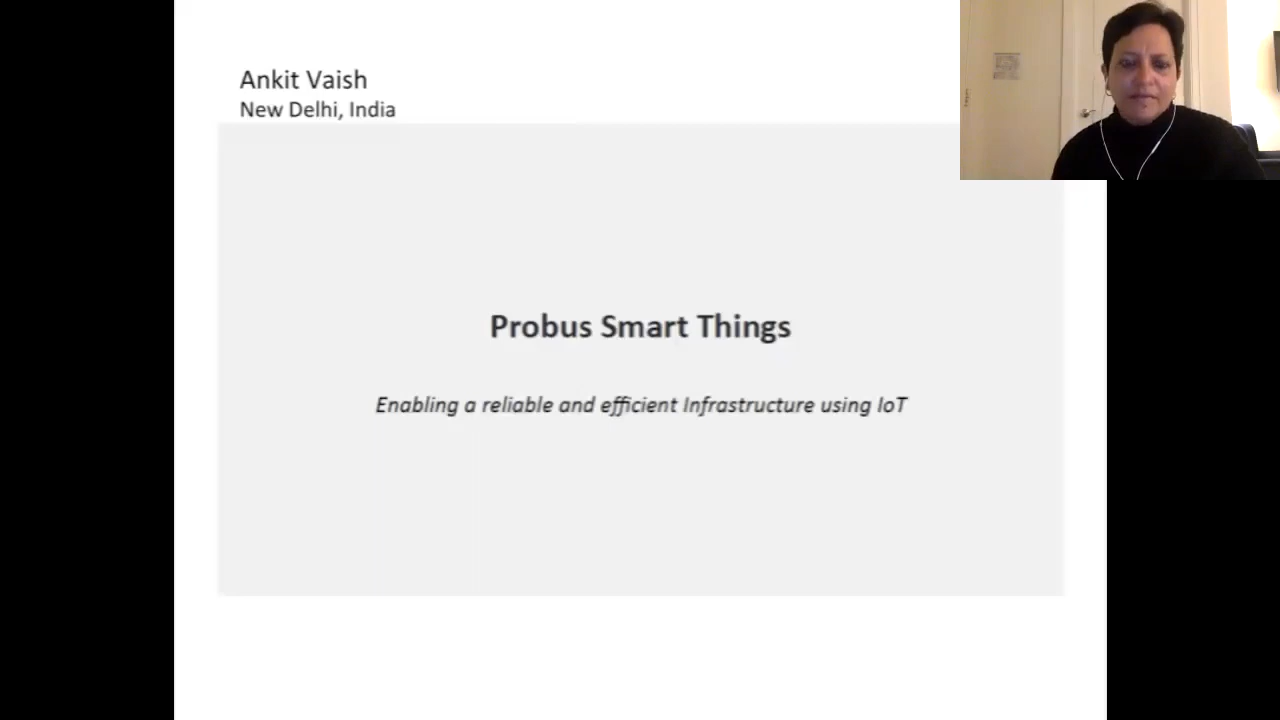 Ankit Vaish
New Delhi, India
Probus Smart Things
Enabling a reliable and efficient Infrastructure using IoT